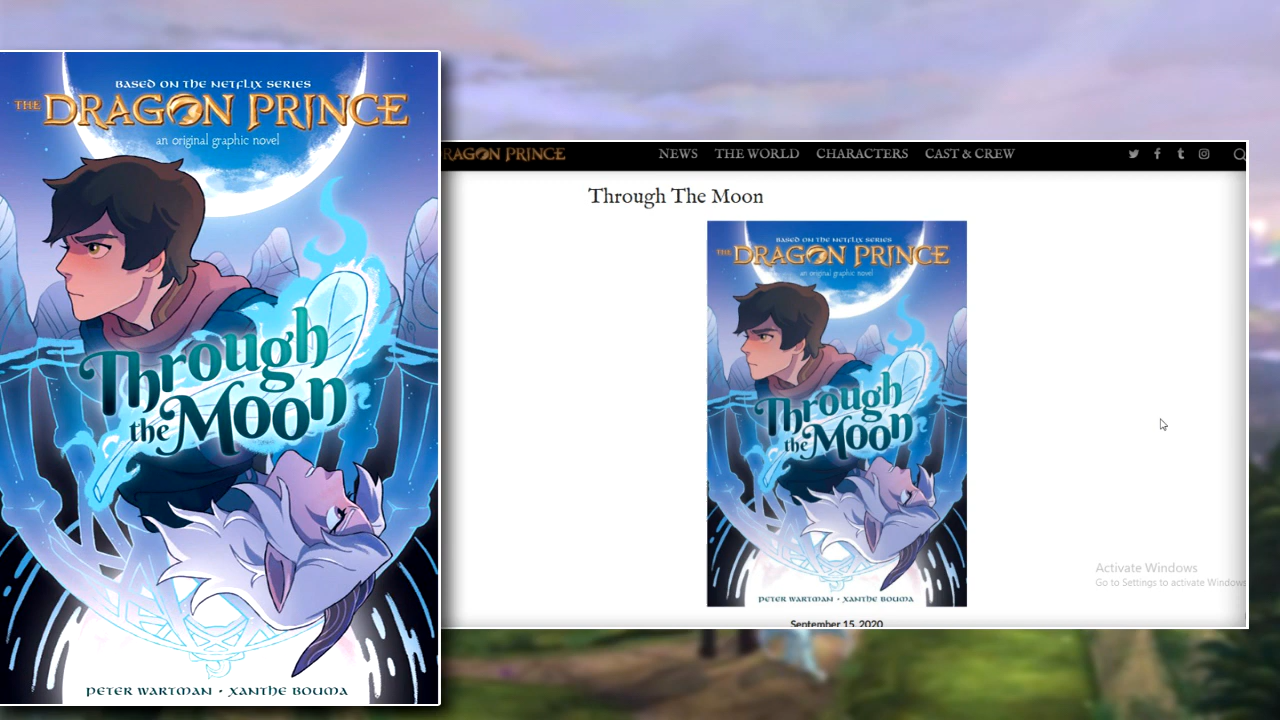 BASED ON THE NETFLIX SERIES
THE DRAGON PRINCE
an original graphic novel
Through
the Moon
PETER WARTMAN • XANTHE BOUMA
RAGON PRINCE
NEWS THE WORLD CHARACTERS CAST & CREW
Through The Moon
BASED ON THE NETFLIX SERIES
THE DRAGON PRINCE
an original graphic novel
Through
the Moon
PETER WARTMAN • XANTHE BOUMA
September 15, 2020
Activate Windows
Go to Settings to activate Windows